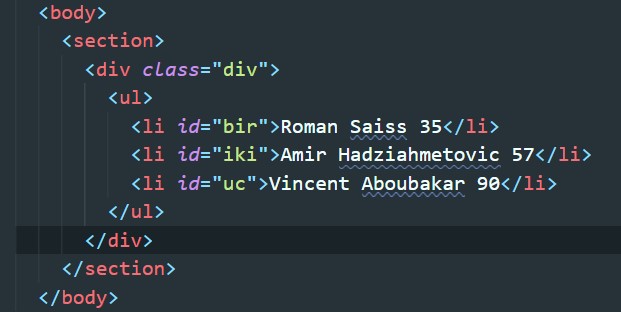 <body>
<section>
<div class="div">
<ul>
<li id="bir">Roman Saiss 35</li>
<li id="iki">Amir Hadziahmetovic 57</li>
<li id="uc">Vincent Aboubakar 90</li>
</ul>
</div>
</section>
</body>